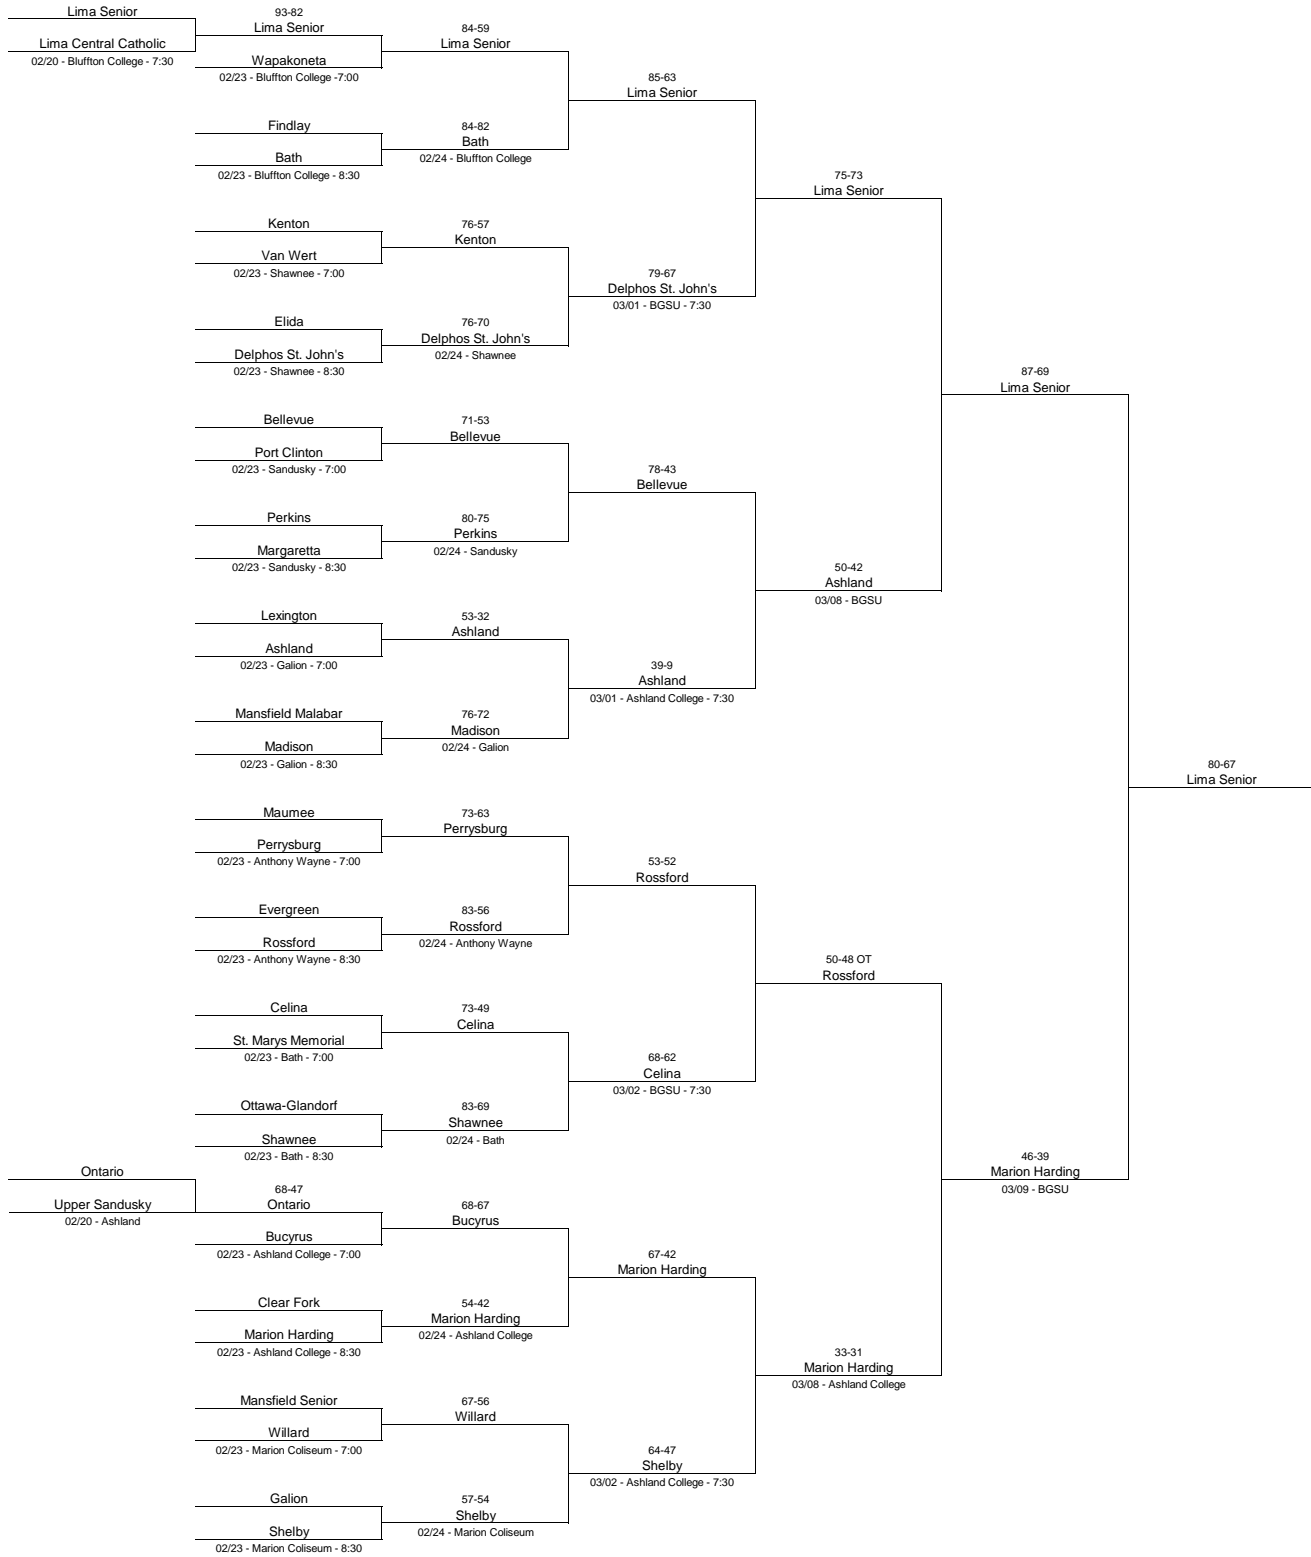 Lima Senior
Lima Central Catholic
02/20 - Bluffton College - 7:30
93-82
Lima Senior
Wapakoneta
02/23 - Bluffton College -7:00
84-59
Lima Senior
Findlay
Bath
02/23 - Bluffton College - 8:30
84-82
Bath
02/24 - Bluffton College
85-63
Lima Senior
Kenton
Van Wert
02/23 - Shawnee - 7:00
76-57
Kenton
Elida
Delphos St. John's
02/23 - Shawnee - 8:30
76-70
Delphos St. John's
02/24 - Shawnee
79-67
Delphos St. John's
03/01 - BGSU - 7:30
75-73
Lima Senior
Bellevue
Port Clinton
02/23 - Sandusky - 7:00
71-53
Bellevue
Perkins
Margaretta
02/23 - Sandusky - 8:30
80-75
Perkins
02/24 - Sandusky
78-43
Bellevue
Lexington
Ashland
02/23 - Galion - 7:00
53-32
Ashland
Mansfield Malabar
Madison
02/23 - Galion - 8:30
76-72
Madison
02/24 - Galion
39-9
Ashland
03/01 - Ashland College - 7:30
50-42
Ashland
03/08 - BGSU
87-69
Lima Senior
Maumee
Perrysburg
02/23 - Anthony Wayne - 7:00
73-63
Perrysburg
Evergreen
Rossford
02/23 - Anthony Wayne - 8:30
83-56
Rossford
02/24 - Anthony Wayne
53-52
Rossford
Celina
St. Marys Memorial
02/23 - Bath - 7:00
73-49
Celina
Ottawa-Glandorf
Shawnee
02/23 - Bath - 8:30
83-69
Shawnee
02/24 - Bath
68-62
Celina
03/02 - BGSU - 7:30
50-48 OT
Rossford
Ontario
Upper Sandusky
02/20 - Ashland
68-47
Ontario
Bucyrus
02/23 - Ashland College - 7:00
68-67
Bucyrus
Clear Fork
Marion Harding
02/23 - Ashland College - 8:30
54-42
Marion Harding
02/24 - Ashland College
67-42
Marion Harding
Mansfield Senior
Willard
02/23 - Marion Coliseum - 7:00
67-56
Willard
Galion
Shelby
02/23 - Marion Coliseum - 8:30
57-54
Shelby
02/24 - Marion Coliseum
64-47
Shelby
03/02 - Ashland College - 7:30
33-31
Marion Harding
03/08 - Ashland College
46-39
Marion Harding
03/09 - BGSU
80-67
Lima Senior